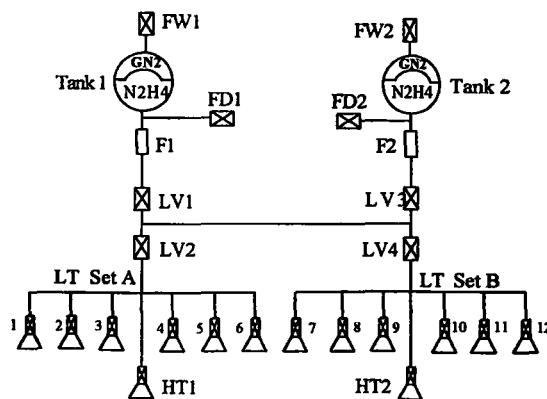 FW1
FW2
GN2
GN2
Tank 1
N2H4
N2H4
Tank 2
FD1
FD2
F1
F2
LV1
LV3
LV2
LV4
LT Set A
LT Set B
1 2 3 4 5 6 7 8 9 10 11 12
HT1
HT2